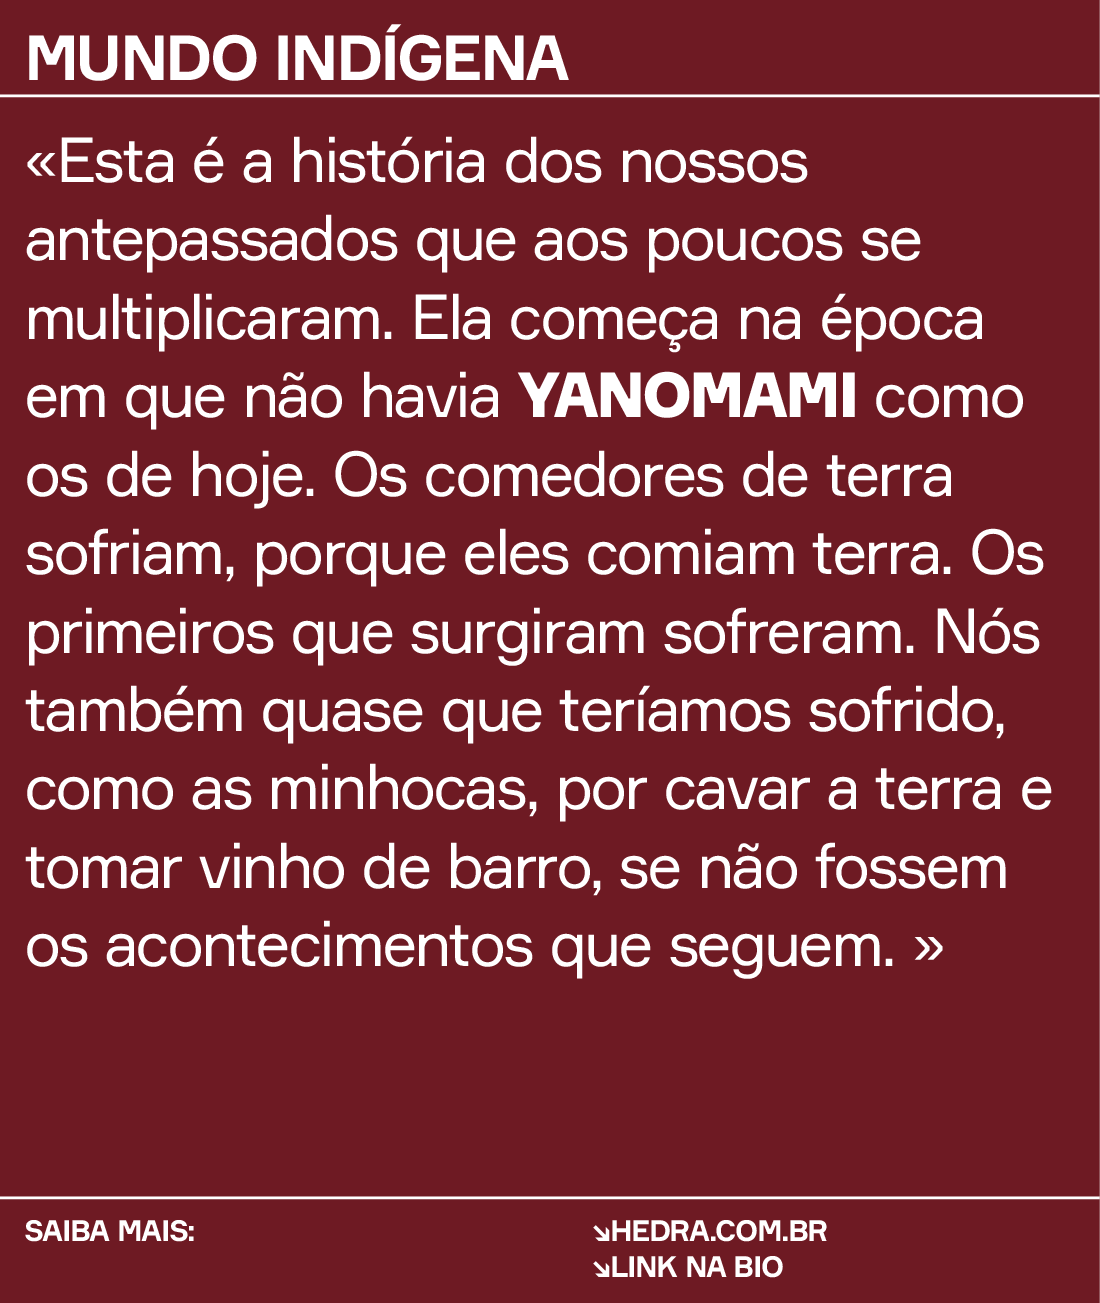 MUNDO INDÍGENA
«Esta é a história dos nossos
antepassados que aos poucos se
multiplicaram. Ela começa na época
em que não havia YANOMAMI como
os de hoje. Os comedores de terra
sofriam, porque eles comiam terra. Os
primeiros que surgiram sofreram. Nós
também quase que teríamos sofrido,
como as minhocas, por cavar a terra e
tomar vinho de barro, se não fossem
os acontecimentos que seguem. »
SAIBA MAIS:
↘HEDRA.COM.BR
↘LINK NA BIO